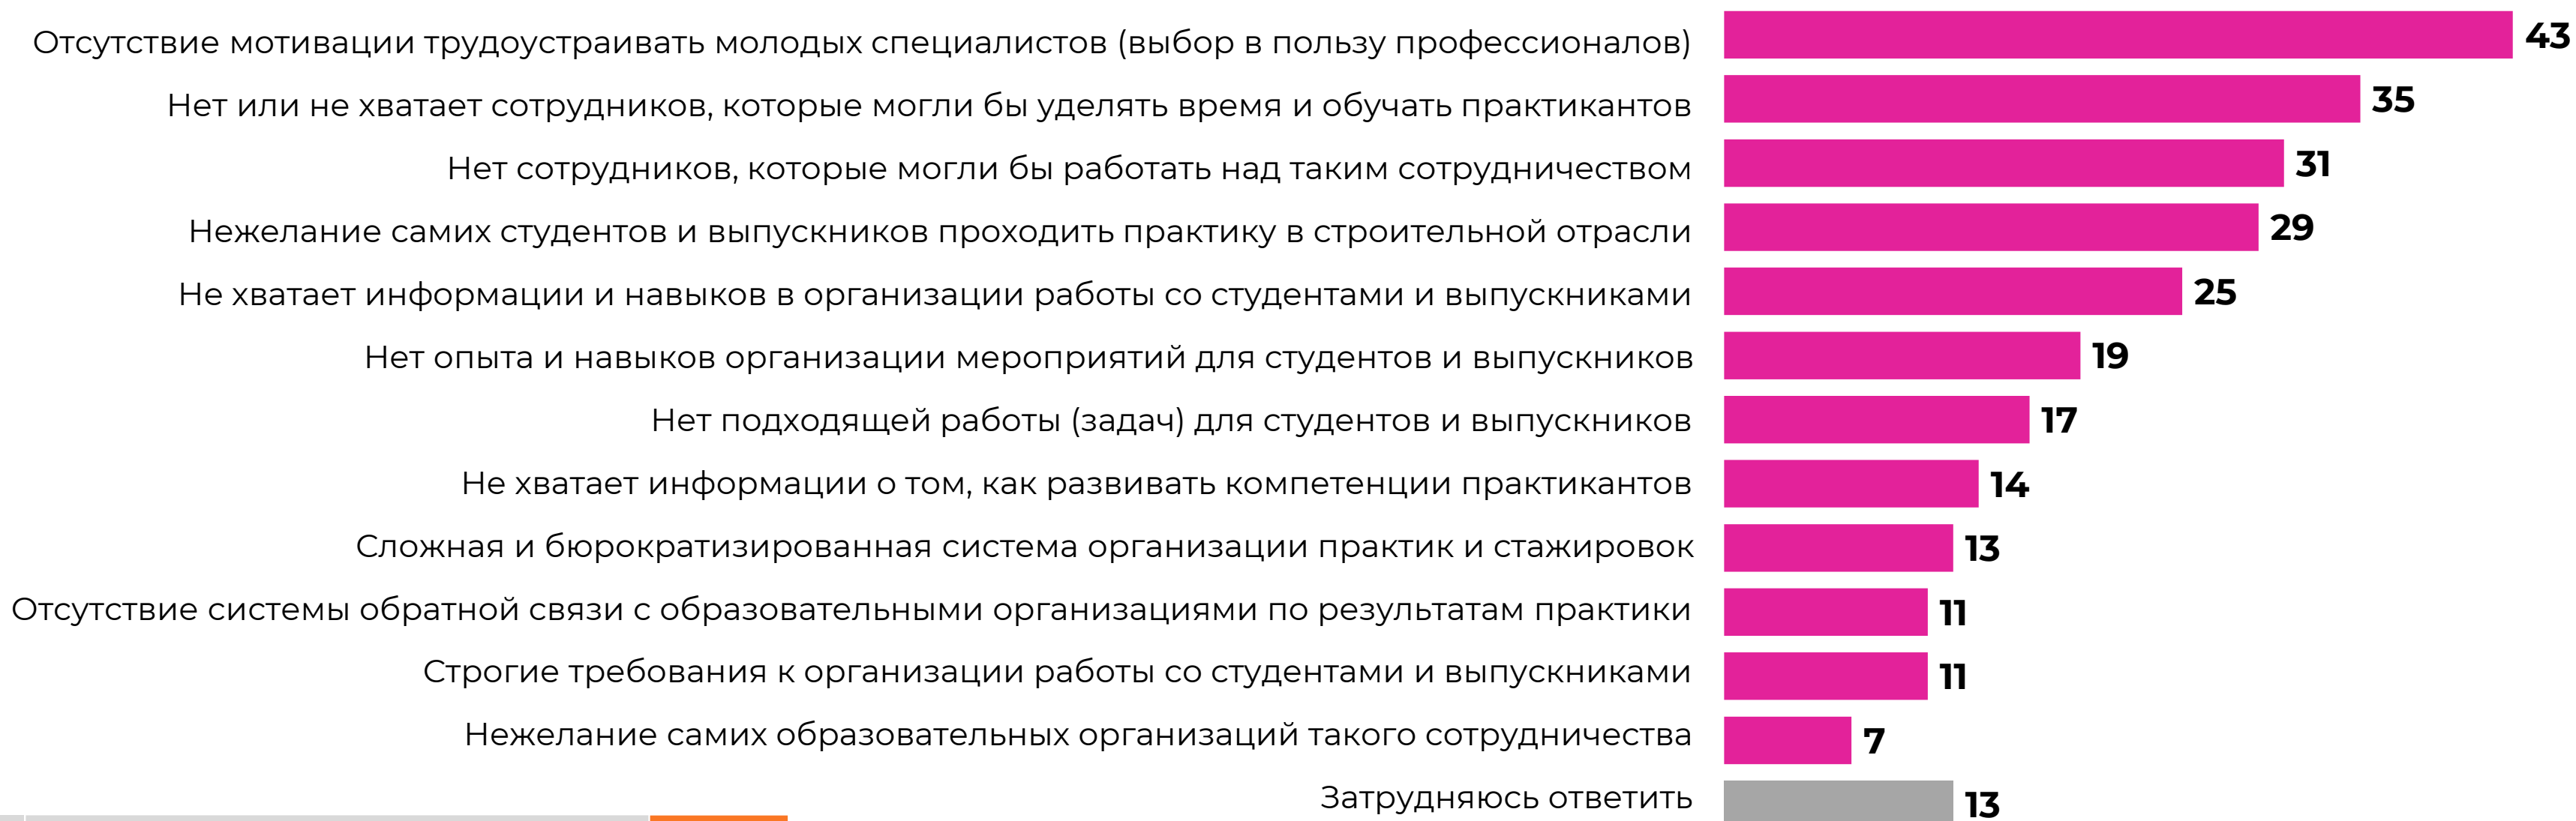 Отсутствие мотивации трудоустраивать молодых специалистов (выбор в пользу профессионалов) 43
Нет или не хватает сотрудников, которые могли бы уделять время и обучать практикантов 35
Нет сотрудников, которые могли бы работать над таким сотрудничеством 31
Нежелание самих студентов и выпускников проходить практику в строительной отрасли 29
Не хватает информации и навыков в организации работы со студентами и выпускниками 25
Нет опыта и навыков организации мероприятий для студентов и выпускников 19
Нет подходящей работы (задач) для студентов и выпускников 17
Не хватает информации о том, как развивать компетенции практикантов 14
Сложная и бюрократизированная система организации практик и стажировок 13
Отсутствие системы обратной связи с образовательными организациями по результатам практики 11
Строгие требования к организации работы со студентами и выпускниками 11
Нежелание самих образовательных организаций такого сотрудничества 7
Затрудняюсь ответить 13